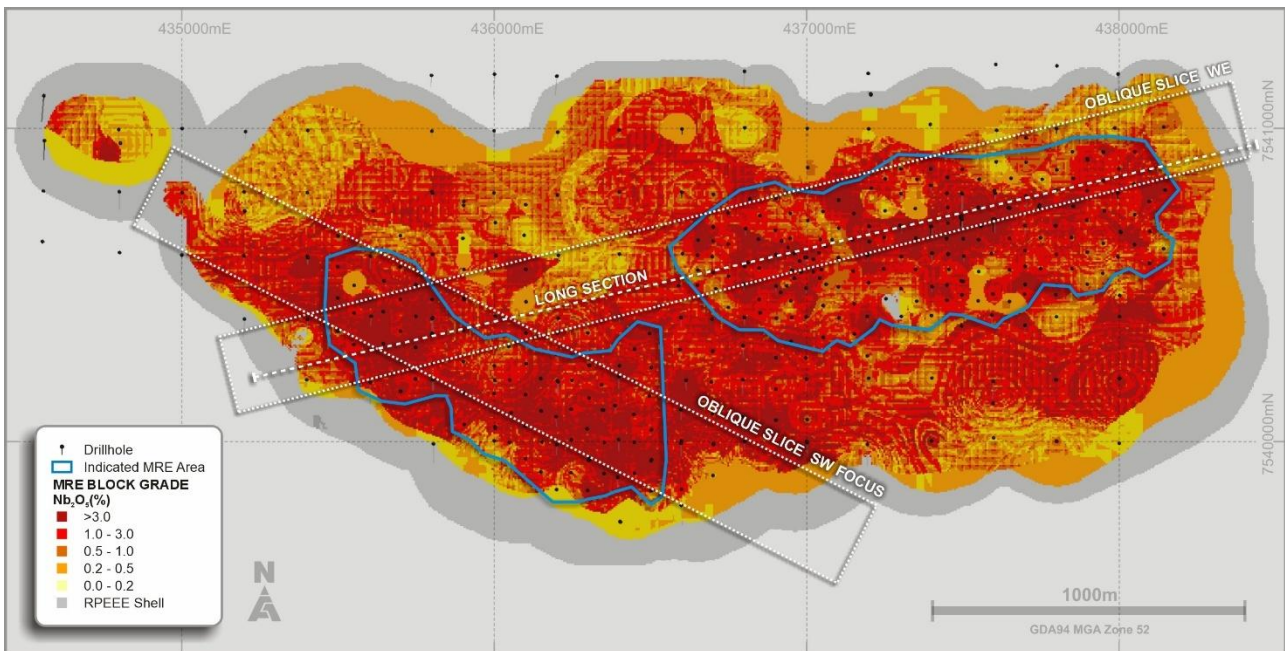 435000mE
436000mE
437000mE
438000mE
OBLIQUE SLICE WE
7541000mN
LONG SECTION
7540000mN
OBLIQUE SLICE SW FOCUS
Drillhole
Indicated MRE Area
MRE BLOCK GRADE
Nb₂O₅(%)
>3.0
1.0 - 3.0
0.5 - 1.0
0.2 - 0.5
0.0 - 0.2
RPEEE Shell
N
1000m
GDA94 MGA Zone 52